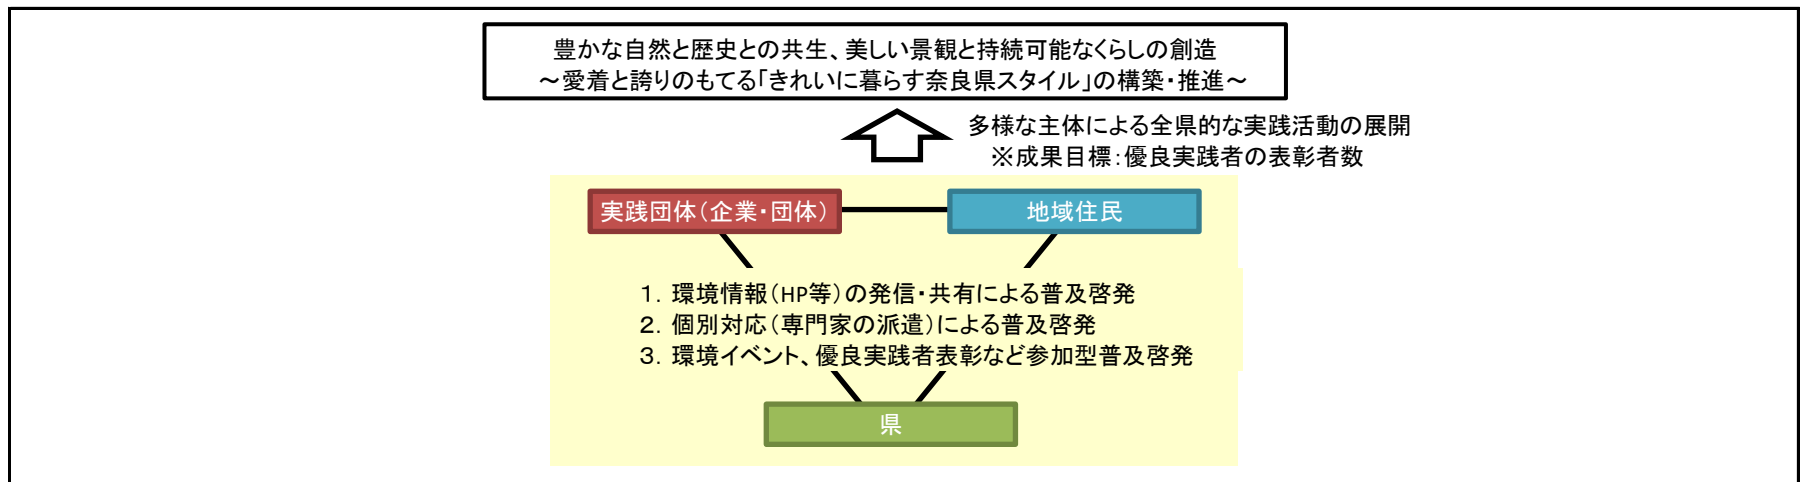 豊かな自然と歴史との共生、美しい景観と持続可能なくらしの創造
～愛着と誇りのもてる「きれいに暮らす奈良県スタイル」の構築・推進～
多様な主体による全県的な実践活動の展開
※成果目標：優良実践者の表彰者数
実践団体（企業・団体）
地域住民
１．環境情報（HP等）の発信・共有による普及啓発
２．個別対応（専門家の派遣）による普及啓発
３．環境イベント、優良実践者表彰など参加型普及啓発
県